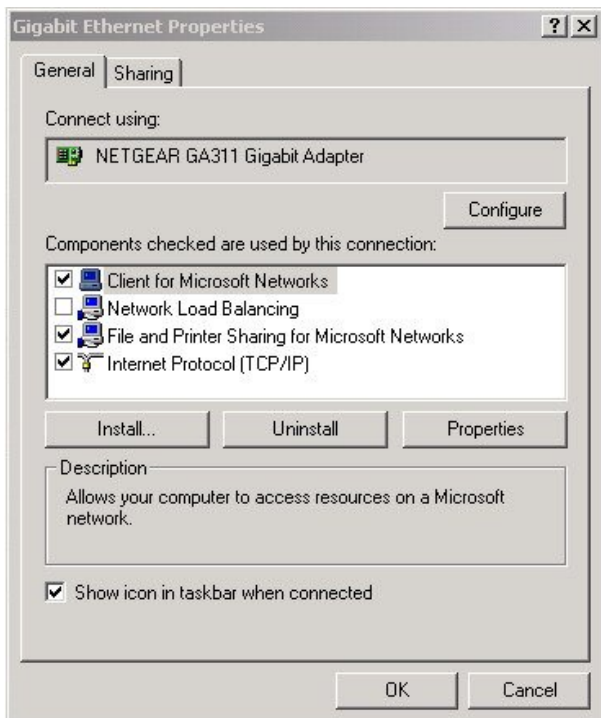 Gigabit Ethernet Properties
General Sharing
Connect using:
NETGEAR GA311 Gigabit Adapter
Configure
Components checked are used by this connection:
Client for Microsoft Networks
Network Load Balancing
File and Printer Sharing for Microsoft Networks
Internet Protocol (TCP/IP)
Install... Uninstall Properties
Description
Allows your computer to access resources on a Microsoft
network.
Show icon in taskbar when connected
OK Cancel